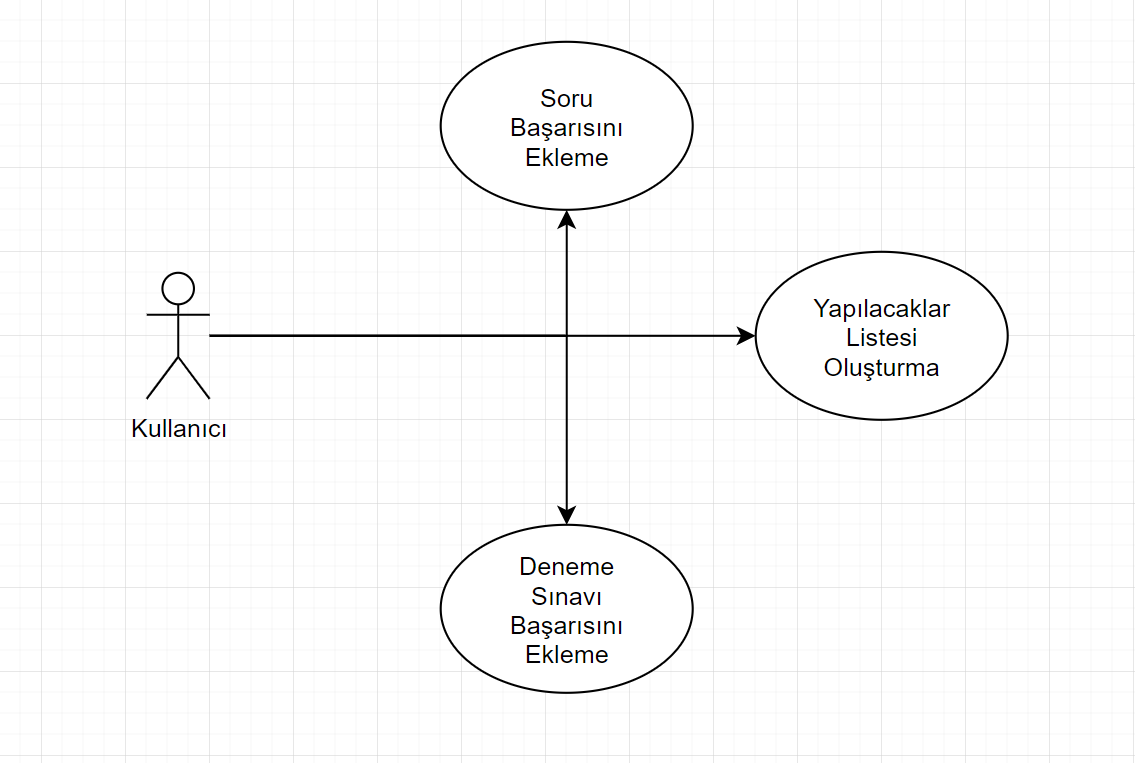 Soru
Başarısını
Ekleme
Yapılacaklar
Listesi
Oluşturma
Kullanıcı
Deneme
Sınavı
Başarısını
Ekleme